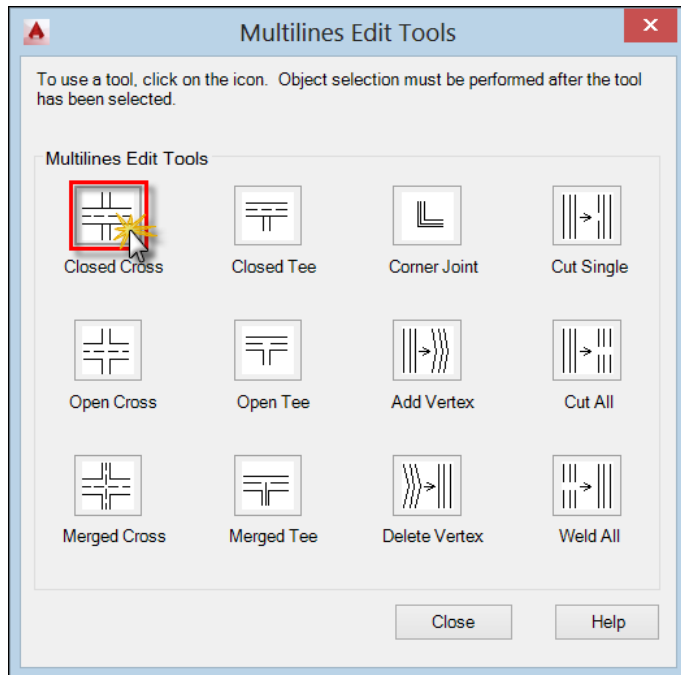 Multilines Edit Tools
To use a tool, click on the icon. Object selection must be performed after the tool
has been selected.
Multilines Edit Tools
Closed Cross Closed Tee Corner Joint Cut Single
Open Cross Open Tee Add Vertex Cut All
Merged Cross Merged Tee Delete Vertex Weld All
Close Help